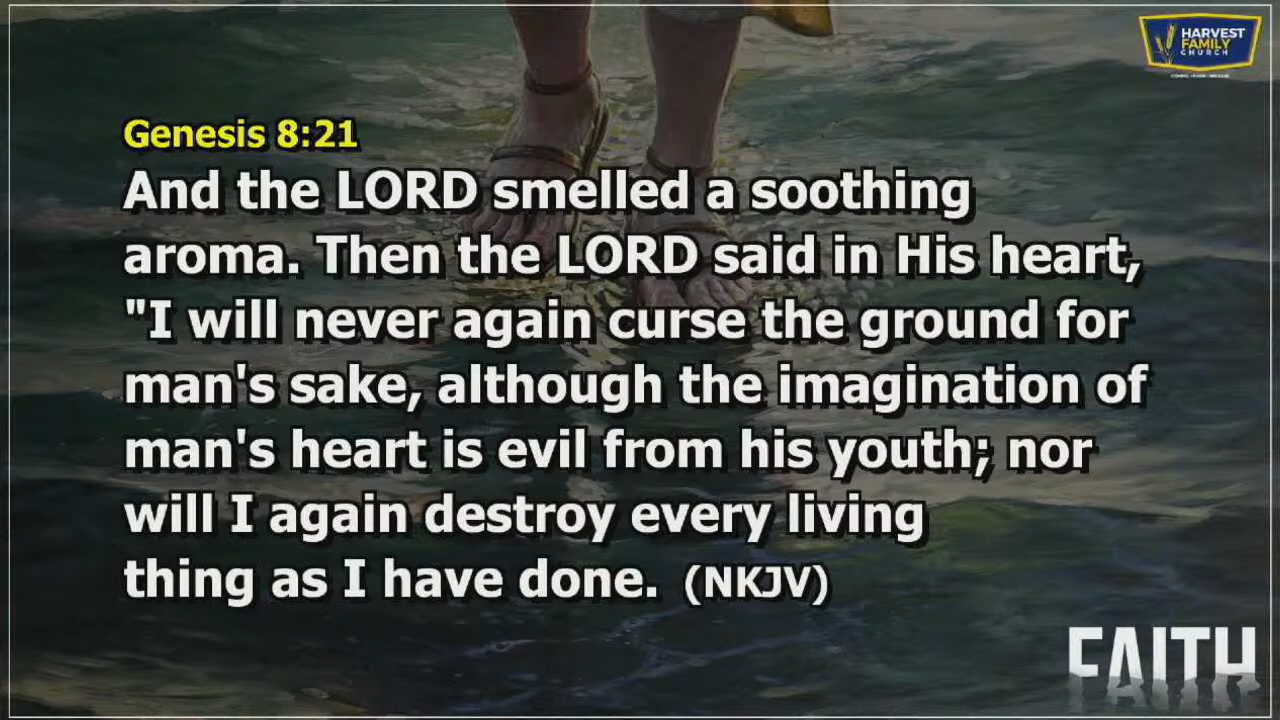 HARVEST
FAMILY
CHURCH
Genesis 8:21
And the LORD smelled a soothing
aroma. Then the LORD said in His heart,
"I will never again curse the ground for
man's sake, although the imagination of
man's heart is evil from his youth; nor
will I again destroy every living
thing as I have done. (NKJV)
FAITH